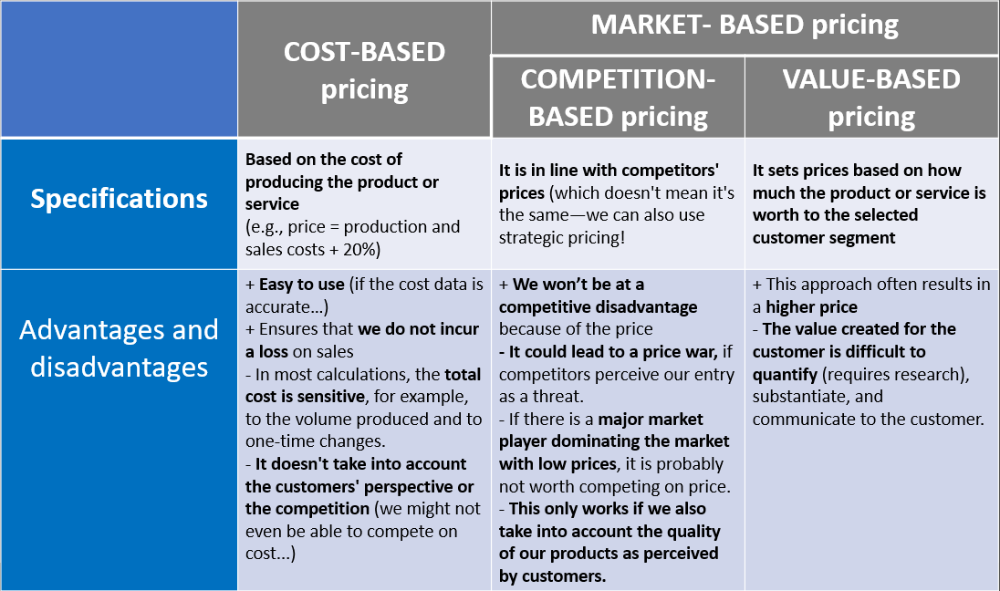 COST-BASED
pricing
MARKET- BASED pricing
COMPETITION-
BASED pricing
VALUE-BASED
pricing
Specifications
Based on the cost of
producing the product or
service
(e.g., price = production and
sales costs + 20%)
It is in line with competitors'
prices (which doesn't mean it's
the same—we can also use
strategic pricing!
It sets prices based on how
much the product or service is
worth to the selected
customer segment
Advantages and
disadvantages
+ Easy to use (if the cost data is
accurate...)
+ Ensures that we do not incur
a loss on sales
- In most calculations, the total
cost is sensitive, for example,
to the volume produced and to
one-time changes.
- It doesn't take into account
the customers' perspective or
the competition (we might not
even be able to compete on
cost...)
+ We won’t be at a
competitive disadvantage
because of the price
- It could lead to a price war, if
competitors perceive our entry
as a threat.
- If there is a major market
player dominating the market
with low prices, it is probably
not worth competing on price.
- This only works if we also
take into account the quality
of our products as perceived
by customers.
+ This approach often results in
a higher price
- The value created for the
customer is difficult to
quantify (requires research),
substantiate, and
communicate to the customer.